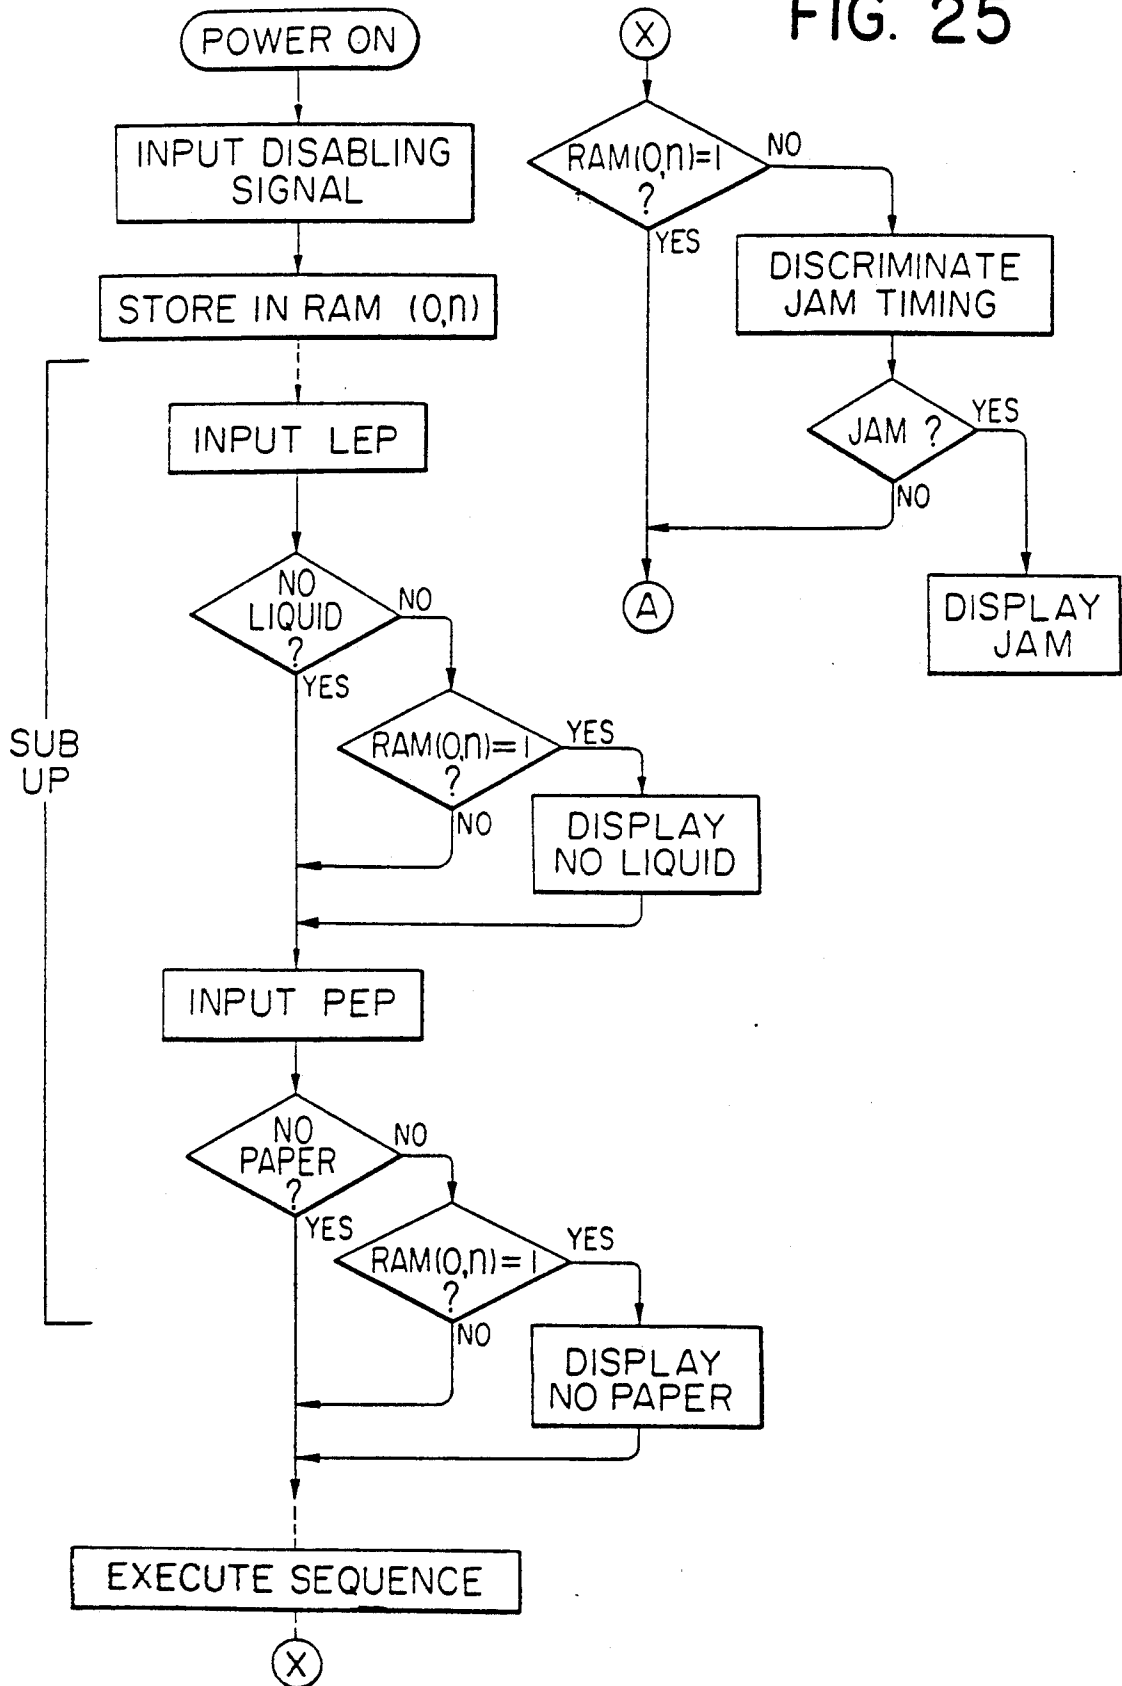 FIG. 25
POWER ON
INPUT DISABLING
SIGNAL
STORE IN RAM (0,n)
SUB
UP
INPUT LEP
NO
LIQUID
?
NO
YES
RAM(0,n)=1
?
YES
NO
DISPLAY
NO LIQUID
INPUT PEP
NO
PAPER
?
NO
YES
RAM(0,n)=1
?
YES
NO
DISPLAY
NO PAPER
EXECUTE SEQUENCE
X
X
RAM(0,n)=1
?
NO
YES
DISCRIMINATE
JAM TIMING
JAM ?
YES
NO
DISPLAY
JAM
A